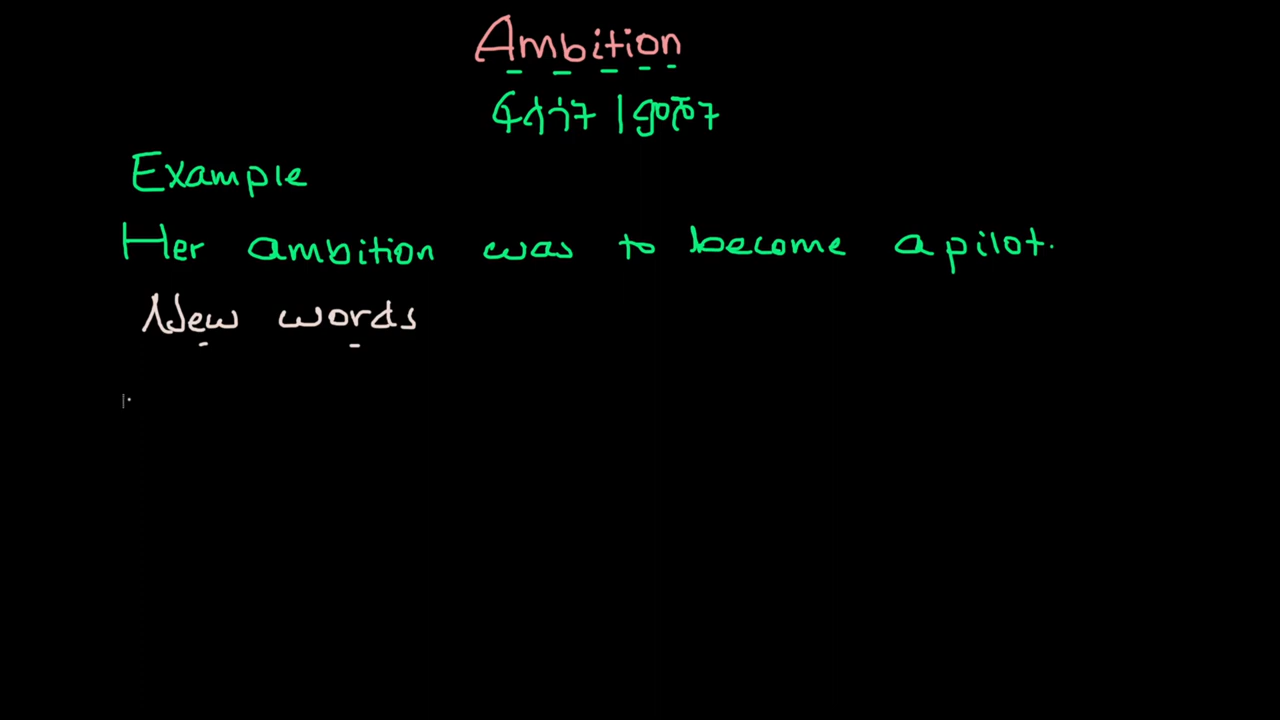 Ambition
ፍላጎት | ምኞት
Example
Her ambition was to become a pilot.
New words